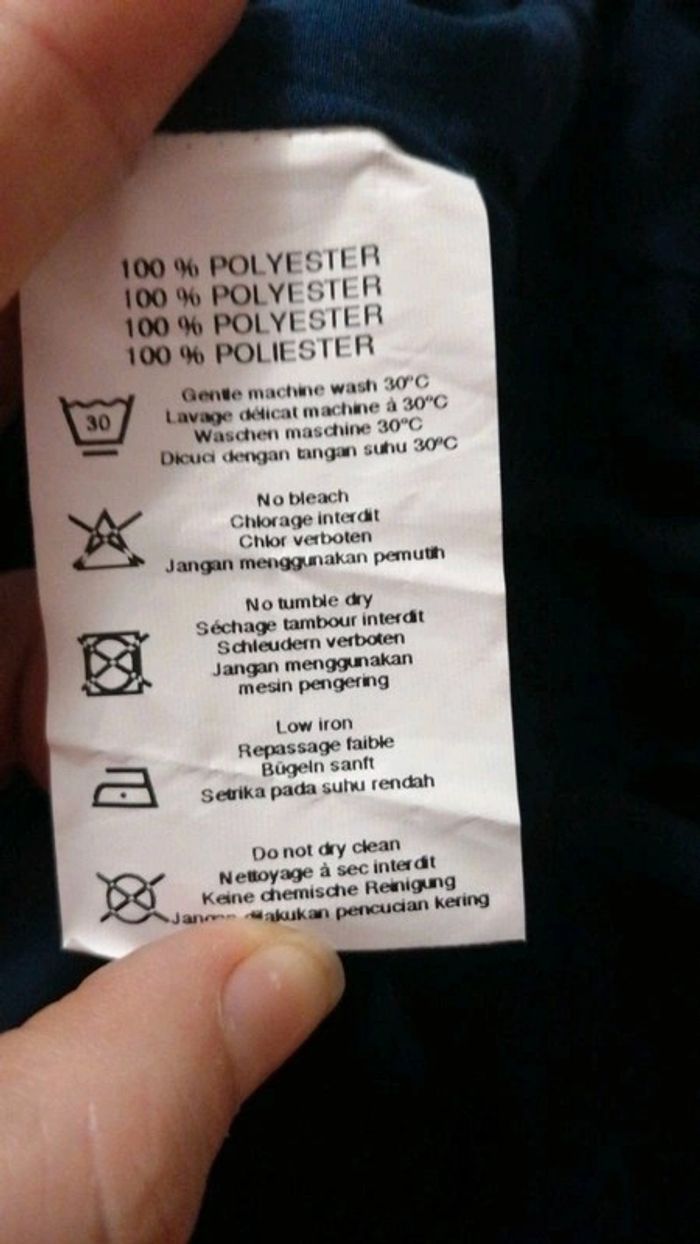 100 % POLYESTER
100 % POLYESTER
100 % POLYESTER
100 % POLIESTER
30
Gentle machine wash 30°C
Lavage délicat machine à 30°C
Waschen maschine 30°C
Dicuci dengan tangan suhu 30°C
No bleach
Chlorage interdit
Chlor verboten
Jangan menggunakan pemutih
No tumble dry
Séchage tambour interdit
Schleudern verboten
Jangan menggunakan
mesin pengering
Low iron
Repassage faible
Bügeln sanft
Setrika pada suhu rendah
Do not dry clean
Nettoyage à sec interdit
Keine chemische Reinigung
pencucian kering